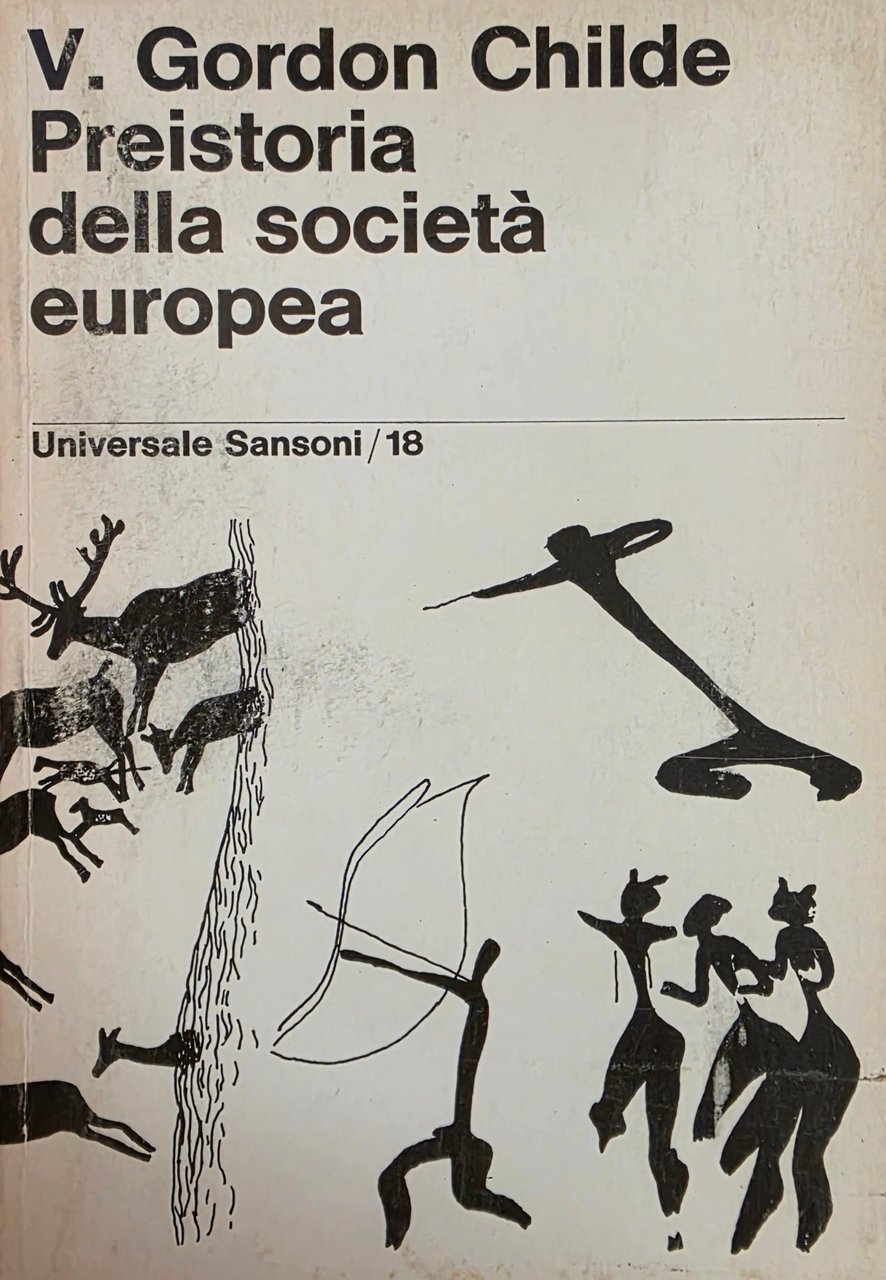 V. Gordon Childe
Preistoria
della società
europea
Universale Sansoni/18